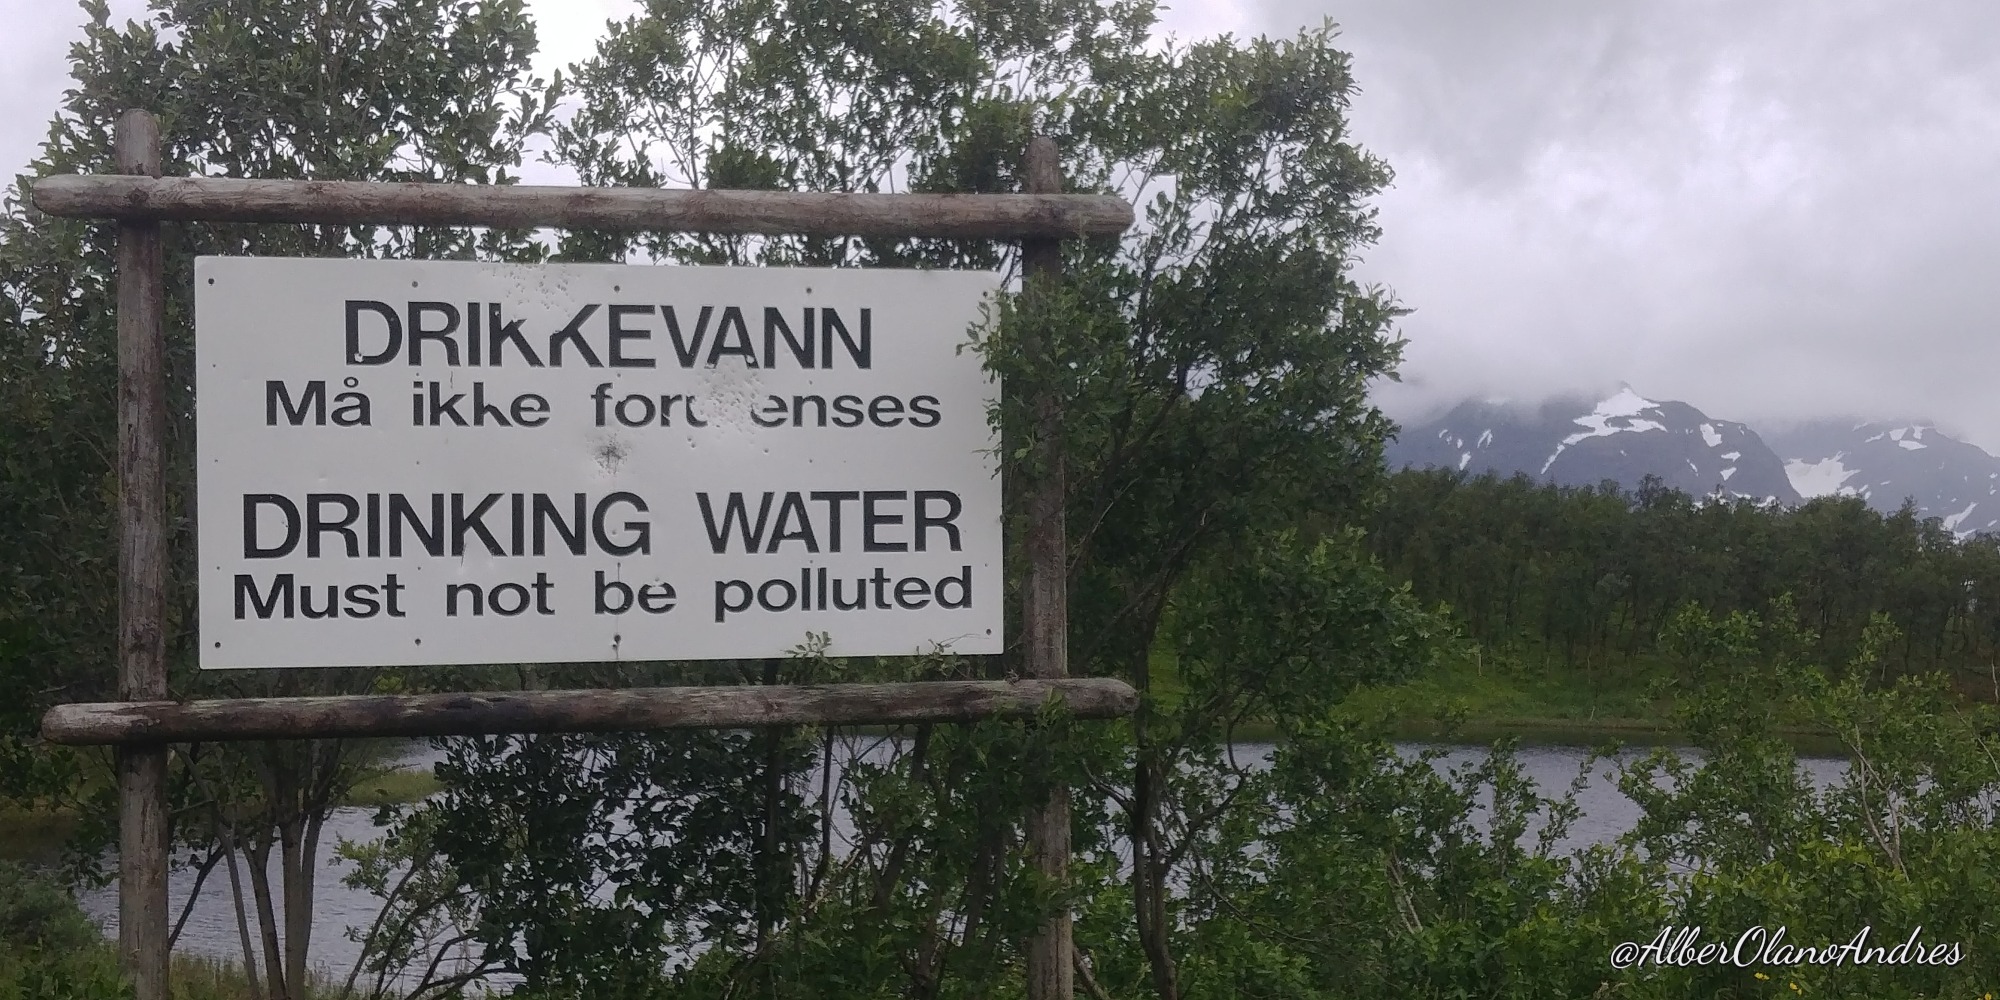 DRIKKEVANN
Må ikke
DRINKING WATER
Must not be polluted
@AlberOlanoAndres